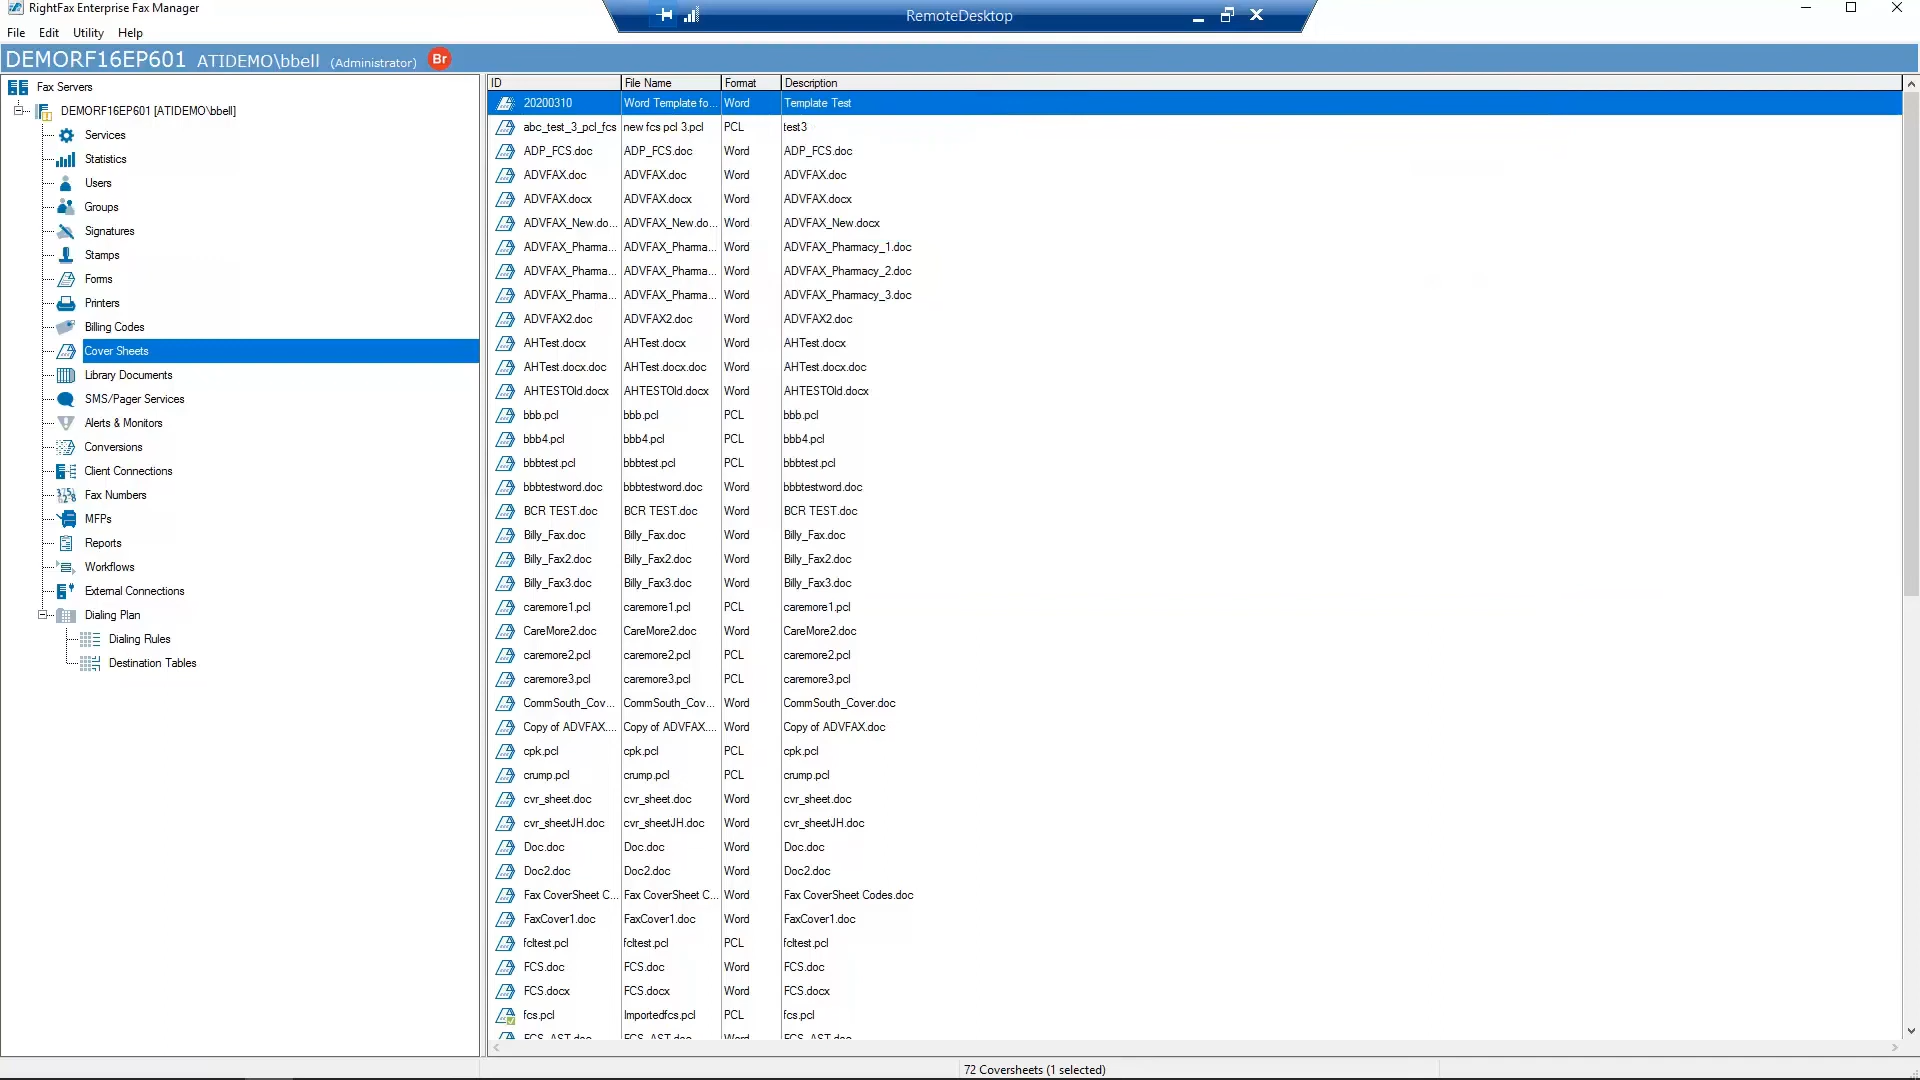 RightFax Enterprise Fax Manager
RemoteDesktop
File Edit Utility Help
DEMORF16EP601 ATIDEMO\bbell (Administrator) Br
Fax Servers
DEMORF16EP601 [ATIDEMO\bbell]
Services
Statistics
Users
Groups
Signatures
Stamps
Forms
Printers
Billing Codes
Cover Sheets
Library Documents
SMS/Pager Services
Alerts & Monitors
Conversions
Client Connections
Fax Numbers
MFPs
Reports
Workflows
External Connections
Dialing Plan
Dialing Rules
Destination Tables
ID File Name Format Description
20200310 Word Template fo... Word Template Test
abc_test_3_pcl_fcs new fcs pcl 3.pcl PCL test3
ADP_FCS.doc ADP_FCS.doc Word ADP_FCS.doc
ADVFAX.doc ADVFAX.doc Word ADVFAX.doc
ADVFAX.docx ADVFAX.docx Word ADVFAX.docx
ADVFAX_New.do... ADVFAX_New.do... Word ADVFAX_New.docx
ADVFAX_Pharma... ADVFAX_Pharma... Word ADVFAX_Pharmacy_1.doc
ADVFAX_Pharma... ADVFAX_Pharma... Word ADVFAX_Pharmacy_2.doc
ADVFAX_Pharma... ADVFAX_Pharma... Word ADVFAX_Pharmacy_3.doc
ADVFAX2.doc ADVFAX2.doc Word ADVFAX2.doc
AHTest.docx AHTest.docx Word AHTest.docx
AHTest.docx.doc AHTest.docx.doc Word AHTest.docx.doc
AHTESTOld.docx AHTESTOld.docx Word AHTESTOld.docx
bbb.pcl bbb.pcl PCL bbb.pcl
bbb4.pcl bbb4.pcl PCL bbb4.pcl
bbbtest.pcl bbbtest.pcl PCL bbbtest.pcl
bbbtestword.doc bbbtestword.doc Word bbbtestword.doc
BCR TEST.doc BCR TEST.doc Word BCR TEST.doc
Billy_Fax.doc Billy_Fax.doc Word Billy_Fax.doc
Billy_Fax2.doc Billy_Fax2.doc Word Billy_Fax2.doc
Billy_Fax3.doc Billy_Fax3.doc Word Billy_Fax3.doc
caremore1.pcl caremore1.pcl PCL caremore1.pcl
CareMore2.doc CareMore2.doc Word CareMore2.doc
caremore2.pcl caremore2.pcl PCL caremore2.pcl
caremore3.pcl caremore3.pcl PCL caremore3.pcl
CommSouth_Cov... CommSouth_Cov... Word CommSouth_Cover.doc
Copy of ADVFAX.... Copy of ADVFAX.... Word Copy of ADVFAX.doc
cpk.pcl cpk.pcl PCL cpk.pcl
crump.pcl crump.pcl PCL crump.pcl
cvr_sheet.doc cvr_sheet.doc Word cvr_sheet.doc
cvr_sheetJH.doc cvr_sheetJH.doc Word cvr_sheetJH.doc
Doc.doc Doc.doc Word Doc.doc
Doc2.doc Doc2.doc Word Doc2.doc
Fax CoverSheet C... Fax CoverSheet C... Word Fax CoverSheet Codes.doc
FaxCover1.doc FaxCover1.doc Word FaxCover1.doc
fcltest.pcl fcltest.pcl PCL fcltest.pcl
FCS.doc FCS.doc Word FCS.doc
FCS.docx FCS.docx Word FCS.docx
fcs.pcl Importedfcs.pcl PCL fcs.pcl
FCS_AST.doc FCS_AST.doc Word FCS_AST.doc
72 Coversheets (1 selected)